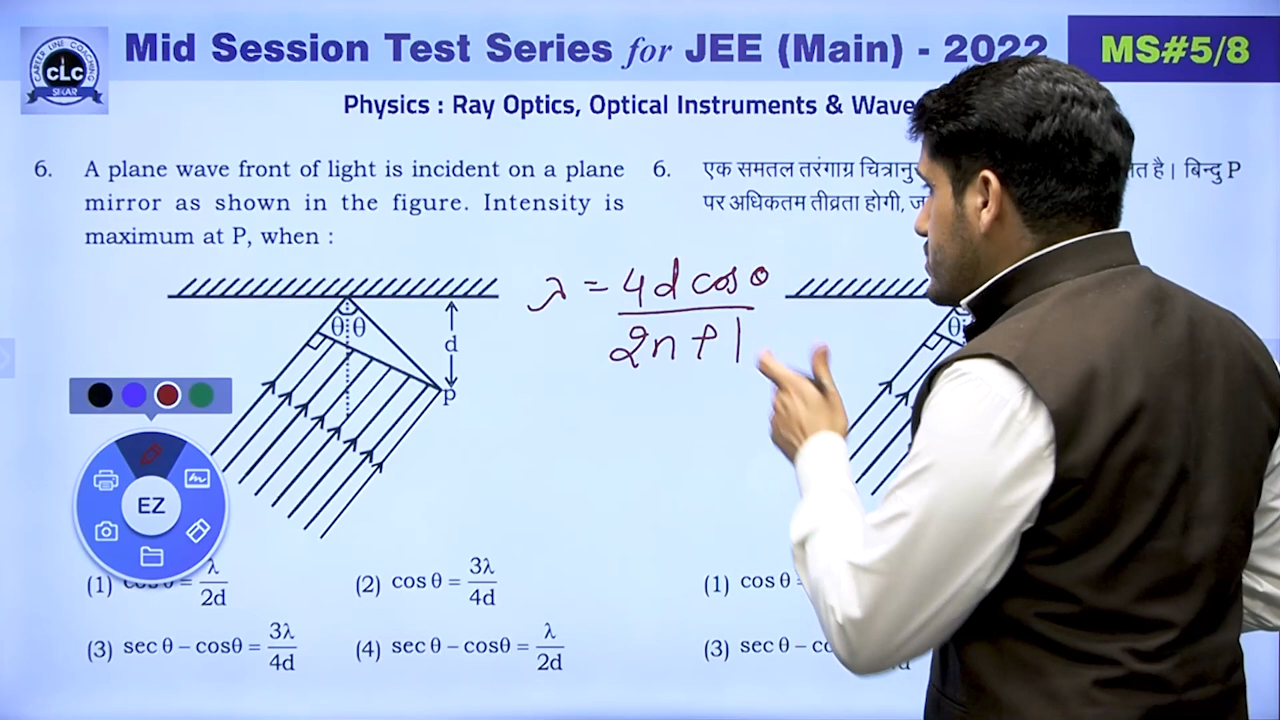 CAREER LINE COACHING
CLC
SIKAR
Mid Session Test Series for JEE (Main) - 2022
MS#5/8
Physics : Ray Optics, Optical Instruments & Wave
6. A plane wave front of light is incident on a plane
mirror as shown in the figure. Intensity is
maximum at P, when :
6. एक समतल तरंगाग्र
त है। बिन्दु P
पर अधिकतम तीव्रता होगी,
θ θ
d
P
λ = 4d cos θ / 2n + 1
θ
EZ
(1) cos θ = λ/2d
(2) cos θ = 3λ/4d
(1) cos θ =
(3) sec θ − cosθ = 3λ/4d
(4) sec θ − cosθ = λ/2d
(3) sec θ −